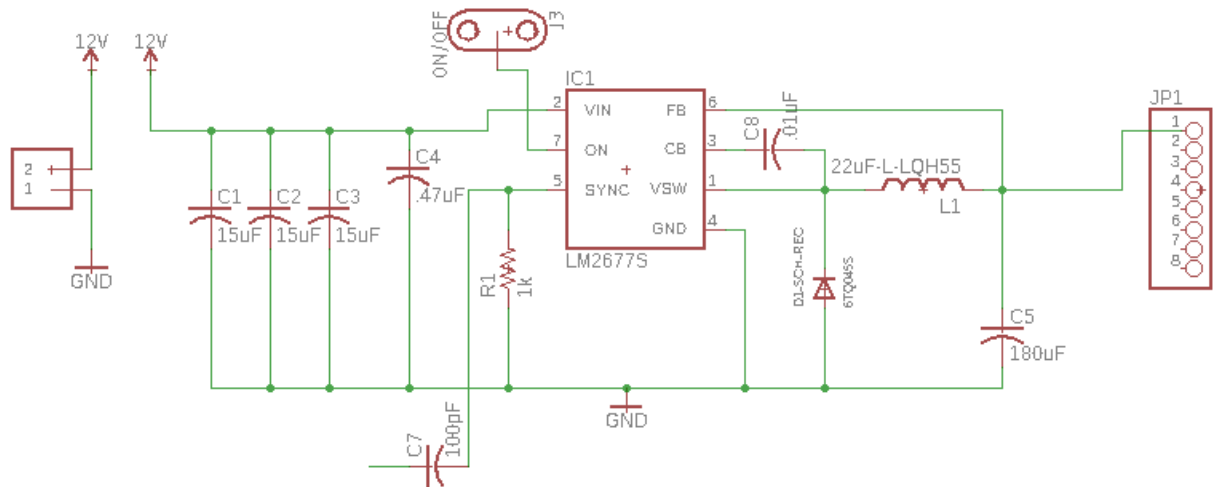 12V
12V
ON/OFF
J3
2
1
GND
C1
15uF
C2
15uF
C3
15uF
C4
.47uF
R1
1k
C7
100pF
IC1
2 VIN FB 6
7 ON CB 3
5 SYNC VSW 1
GND 4
LM2677S
C8
.01uF
22uF-L-LQH55
L1
D1-SCH-REC
6TQ045S
C5
180uF
GND
JP1
1
2
3
4
5
6
7
8